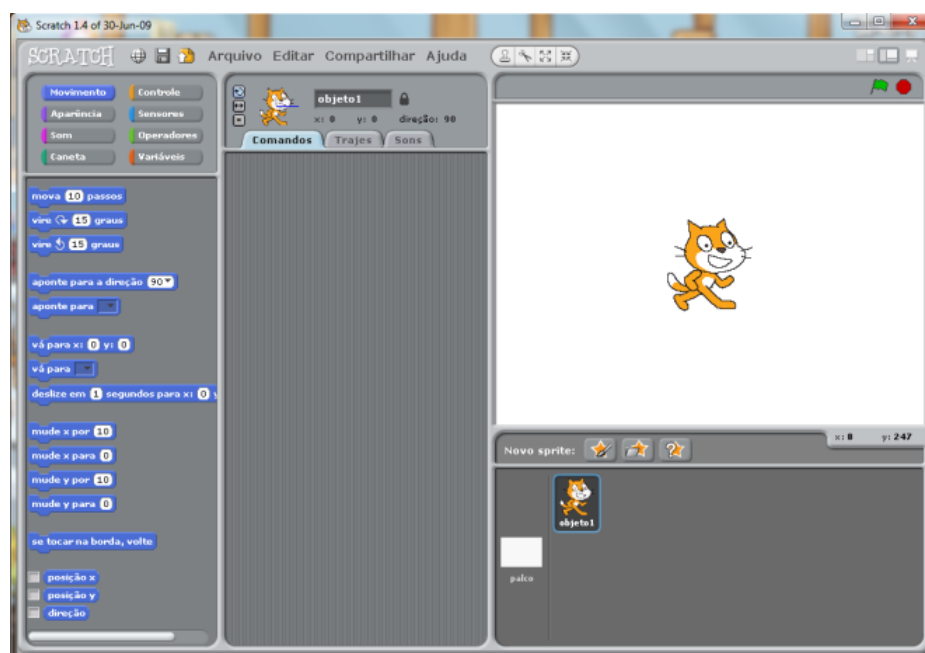 Scratch 1.4 of 30-Jun-09
SCRATCH Arquivo Editar Compartilhar Ajuda
Movimento Controle
Aparência Sensores
Som Operadores
Caneta Variáveis
mova 10 passos
vire 15 graus
vire 15 graus
aponte para a direção 90
aponte para
vá para x: 0 y: 0
vá para
deslize em 1 segundos para x: 0 y
mude x por 10
mude x para 0
mude y por 10
mude y para 0
se tocar na borda, volte
posição x
posição y
direção
objeto1
x: 0 y: 0 direção: 90
Comandos Trajes Sons
x: 8 y: 247
Novo sprite:
objeto1
palco